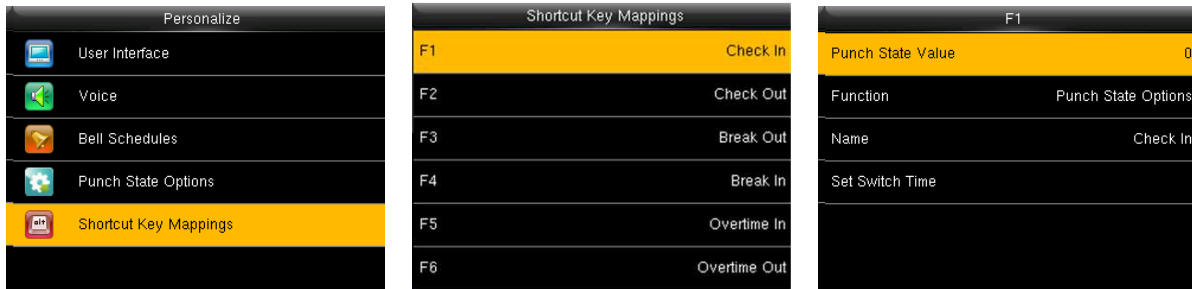 Personalize
User Interface
Voice
Bell Schedules
Punch State Options
alt
Shortcut Key Mappings
Shortcut Key Mappings
F1 Check In
F2 Check Out
F3 Break Out
F4 Break In
F5 Overtime In
F6 Overtime Out
F1
Punch State Value 0
Function Punch State Options
Name Check In
Set Switch Time